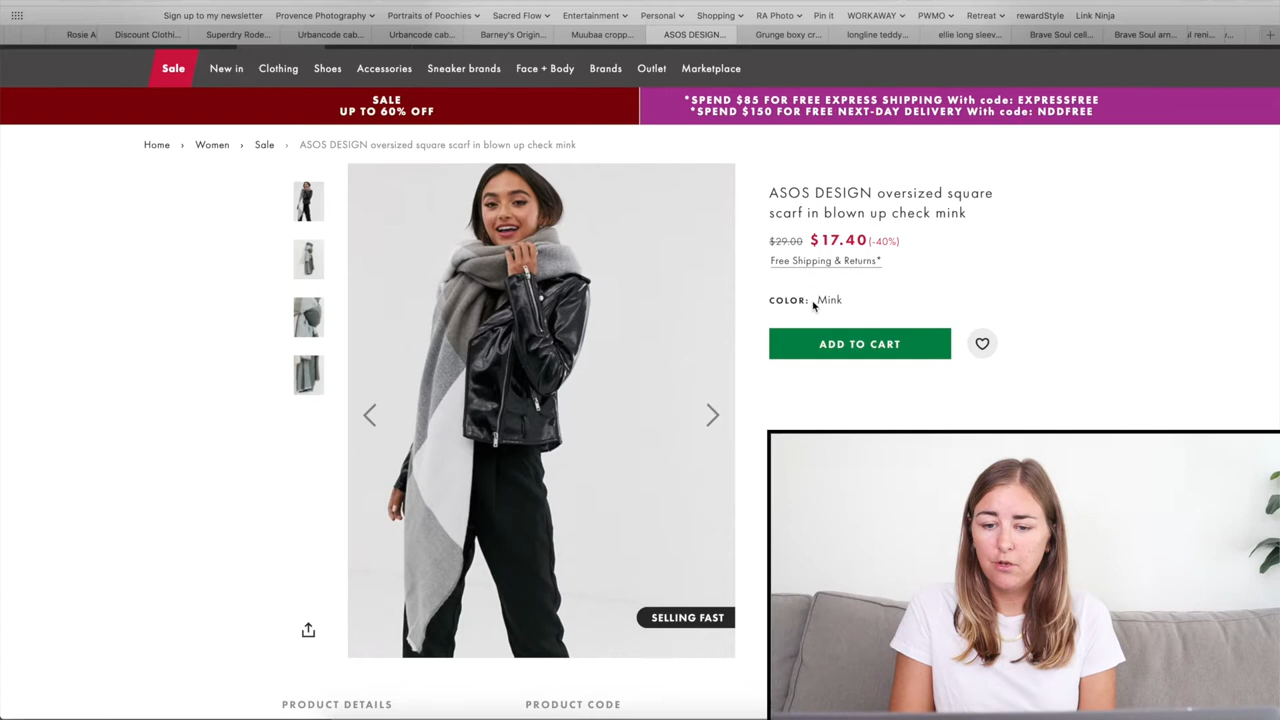 Sign up to my newsletter Provence Photography Portraits of Poochies Sacred Flow Entertainment Personal Shopping RA Photo Pin it WORKAWAY PWMO Retreat rewardStyle Link Ninja
Rosie A Discount Clothi... Superdry Rode... Urbancode cab... Urbancode cab... Barney's Origin... Muubaa cropp... ASOS DESIGN... Grunge boxy cr... longline teddy... ellie long sleev... Brave Soul cell... Brave Soul arn...
Sale New in Clothing Shoes Accessories Sneaker brands Face + Body Brands Outlet Marketplace
SALE
UP TO 60% OFF
*SPEND $85 FOR FREE EXPRESS SHIPPING With code: EXPRESSFREE
*SPEND $150 FOR FREE NEXT-DAY DELIVERY With code: NDDFREE
Home › Women › Sale › ASOS DESIGN oversized square scarf in blown up check mink
ASOS DESIGN oversized square
scarf in blown up check mink
$29.00 $17.40 (-40%)
Free Shipping & Returns*
COLOR: Mink
ADD TO CART
SELLING FAST
PRODUCT DETAILS PRODUCT CODE